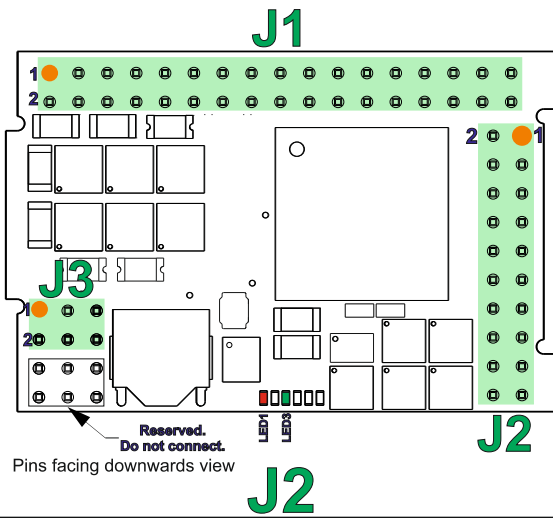 J1
1
2
2 1
J3
1
2
LED1
LED3
Reserved.
Do not connect.
J2
Pins facing downwards view
J2